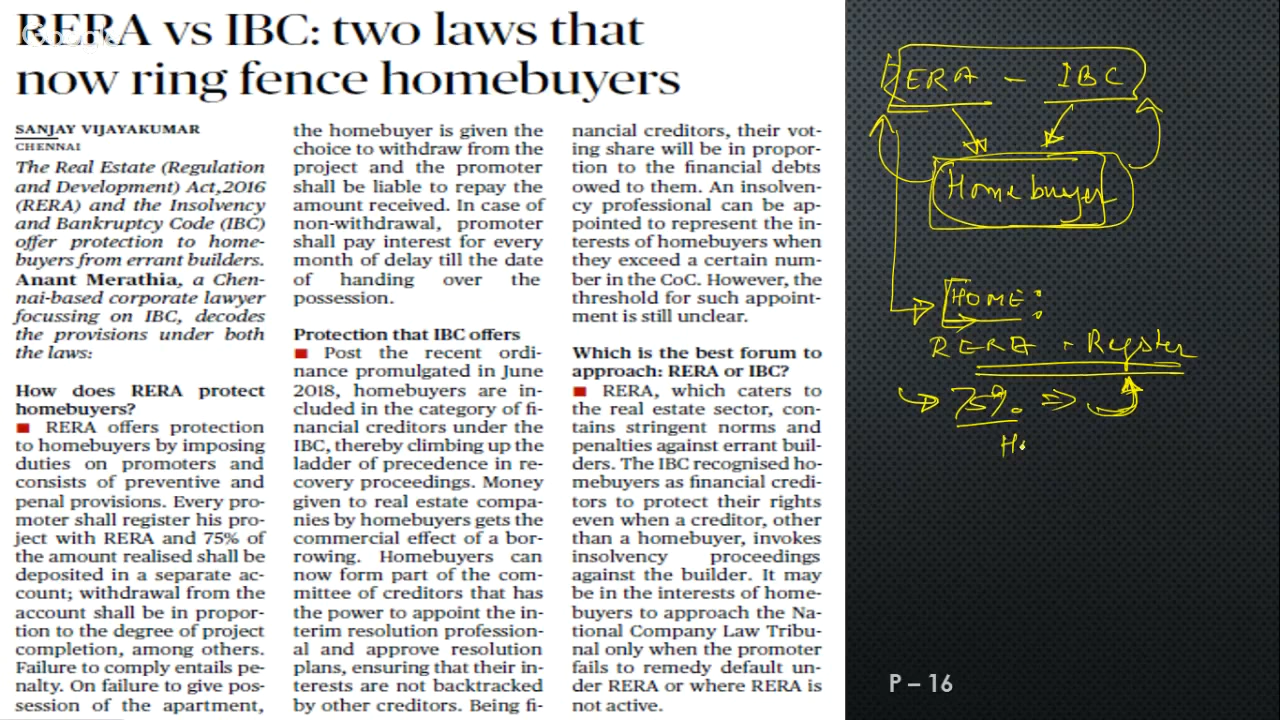 RERA vs IBC: two laws that
now ring fence homebuyers
SANJAY VIJAYAKUMAR
CHENNAI
The Real Estate (Regulation
and Development) Act,2016
(RERA) and the Insolvency
and Bankruptcy Code (IBC)
offer protection to home-
buyers from errant builders.
Anant Merathia, a Chen-
nai-based corporate lawyer
focussing on IBC, decodes
the provisions under both
the laws:
How does RERA protect
homebuyers?
RERA offers protection
to homebuyers by imposing
duties on promoters and
consists of preventive and
penal provisions. Every pro-
moter shall register his pro-
ject with RERA and 75% of
the amount realised shall be
deposited in a separate ac-
count; withdrawal from the
account shall be in propor-
tion to the degree of project
completion, among others.
Failure to comply entails pe-
nalty. On failure to give pos-
session of the apartment,
the homebuyer is given the
choice to withdraw from the
project and the promoter
shall be liable to repay the
amount received. In case of
non-withdrawal, promoter
shall pay interest for every
month of delay till the date
of handing over the
possession.
Protection that IBC offers
Post the recent ordi-
nance promulgated in June
2018, homebuyers are in-
cluded in the category of fi-
nancial creditors under the
IBC, thereby climbing up the
ladder of precedence in re-
covery proceedings. Money
given to real estate compa-
nies by homebuyers gets the
commercial effect of a bor-
rowing. Homebuyers can
now form part of the com-
mittee of creditors that has
the power to appoint the in-
terim resolution profession-
al and approve resolution
plans, ensuring that their in-
terests are not backtracked
by other creditors. Being fi-
nancial creditors, their vot-
ing share will be in propor-
tion to the financial debts
owed to them. An insolven-
cy professional can be ap-
pointed to represent the in-
terests of homebuyers when
they exceed a certain num-
ber in the CoC. However, the
threshold for such appoint-
ment is still unclear.
Which is the best forum to
approach: RERA or IBC?
RERA, which caters to
the real estate sector, con-
tains stringent norms and
penalties against errant buil-
ders. The IBC recognised ho-
mebuyers as financial credi-
tors to protect their rights
even when a creditor, other
than a homebuyer, invokes
insolvency proceedings
against the builder. It may
be in the interests of home-
buyers to approach the Na-
tional Company Law Tribu-
nal only when the promoter
fails to remedy default un-
der RERA or where RERA is
not active.
RERA - IBC
Homebuyer
HOME:
RERA - Register
75%
H
P – 16